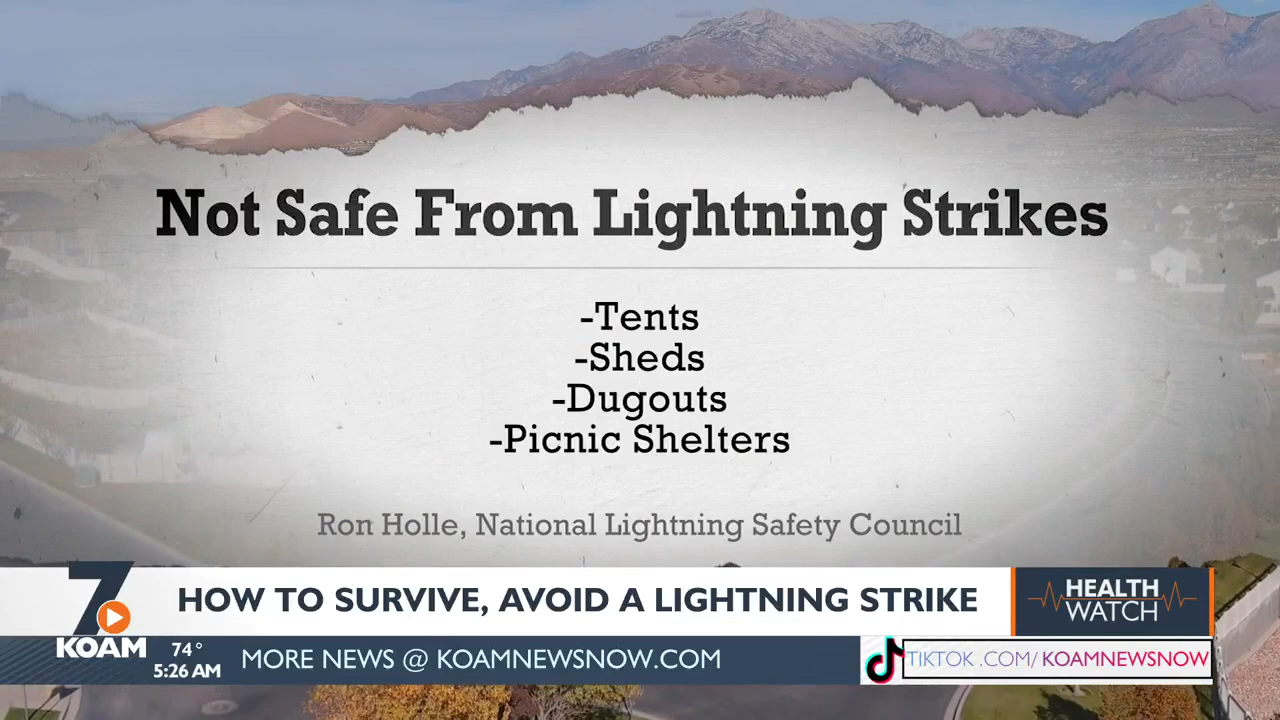 Not Safe From Lightning Strikes
-Tents
-Sheds
-Dugouts
-Picnic Shelters
Ron Holle, National Lightning Safety Council
7
KOAM
HOW TO SURVIVE, AVOID A LIGHTNING STRIKE
HEALTH
WATCH
74°
5:26 AM
MORE NEWS @ KOAMNEWSNOW.COM
TIKTOK .COM/ KOAMNEWSNOW